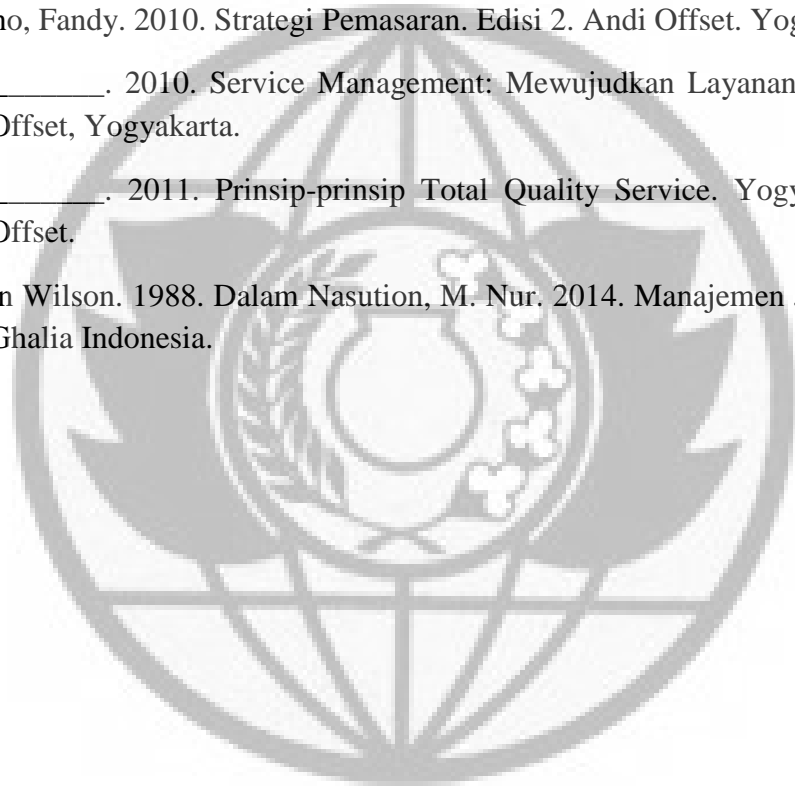 no, Fandy. 2010. Strategi Pemasaran. Edisi 2. Andi Offset. Yog
_______. 2010. Service Management: Mewujudkan Layanan
Offset, Yogyakarta.
_______. 2011. Prinsip-prinsip Total Quality Service. Yogy
Offset.
n Wilson. 1988. Dalam Nasution, M. Nur. 2014. Manajemen
Ghalia Indonesia.